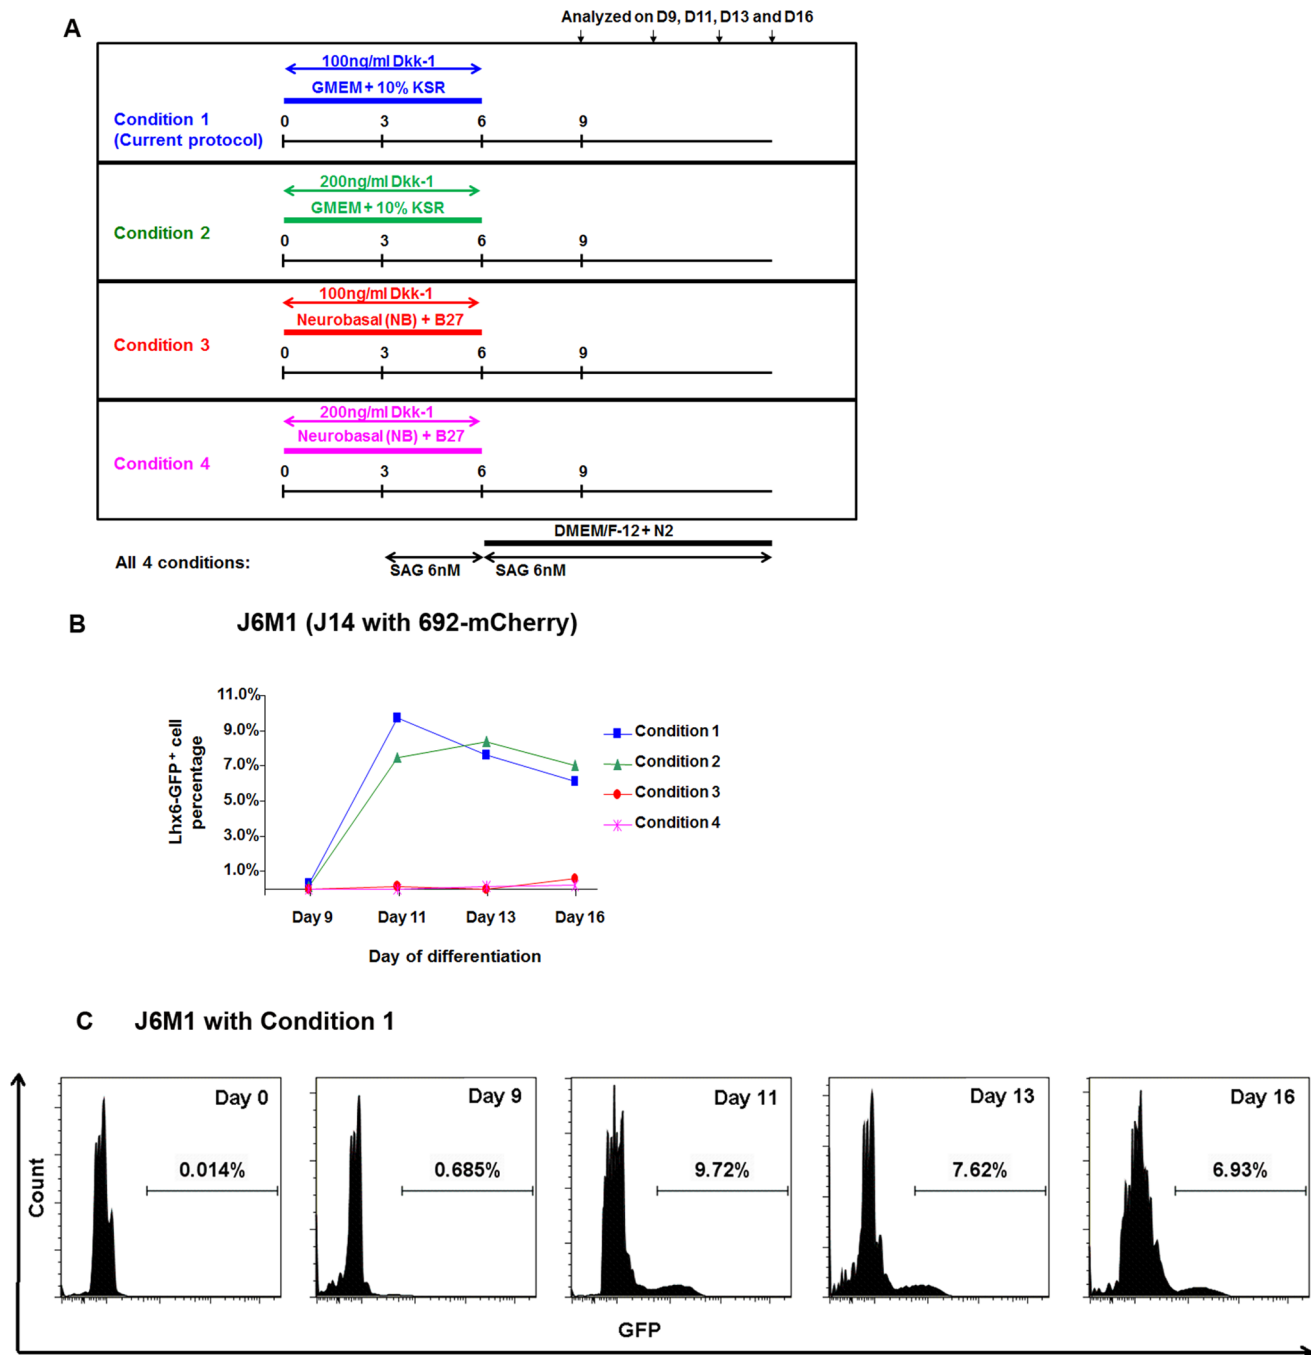 A
Analyzed on D9, D11, D13 and D16
100ng/ml Dkk-1
GMEM + 10% KSR
Condition 1
(Current protocol)
0 3 6 9
200ng/ml Dkk-1
GMEM + 10% KSR
Condition 2
0 3 6 9
100ng/ml Dkk-1
Neurobasal (NB) + B27
Condition 3
0 3 6 9
200ng/ml Dkk-1
Neurobasal (NB) + B27
Condition 4
0 3 6 9
DMEM/F-12 + N2
All 4 conditions:
SAG 6nM SAG 6nM
B
J6M1 (J14 with 692-mCherry)
Lhx6-GFP+ cell
percentage
11.0%
9.0%
7.0%
5.0%
3.0%
1.0%
Condition 1
Condition 2
Condition 3
Condition 4
Day 9 Day 11 Day 13 Day 16
Day of differentiation
C J6M1 with Condition 1
Count
Day 0
0.014%
Day 9
0.685%
Day 11
9.72%
Day 13
7.62%
Day 16
6.93%
GFP